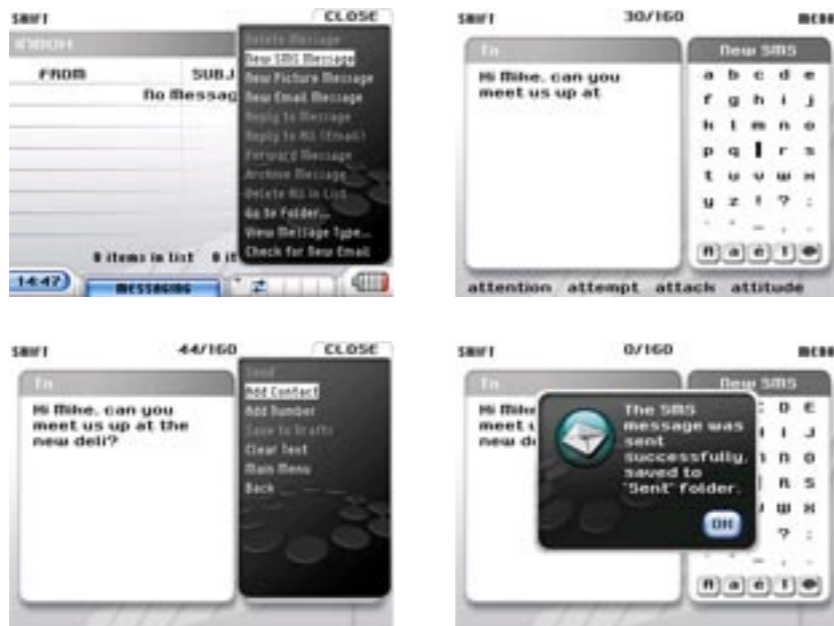 SHIFT
CLOSE
INBOX
FROM
SUBJ
No Messag
0 items in list
0 it
14:47
MESSAGING
Delete Message
New SMS Message
New Picture Message
New Email Message
Reply to Message
Reply to All (Email)
Forward Message
Archive Message
Delete All in List
Go to Folder...
View Message Type...
Check for New Email
SHIFT
30/160
MENU
To
Hi Mike, can you
meet us up at
New SMS
a b c d e
f g h i j
k l m n o
p q r s
t u v w x
y z ! ? :
attention attempt attack attitude
SHIFT
44/160
CLOSE
To
Hi Mike, can you
meet us up at the
new deli?
Send
Add Contact
Add Number
Save to Drafts
Clear Text
Main Menu
Back
SHIFT
0/160
MENU
To
Hi Mike
meet u
new de
New SMS
D E
I J
N O
R S
W X
? :
The SMS
message was
sent
successfully,
saved to
"Sent" folder.
OK